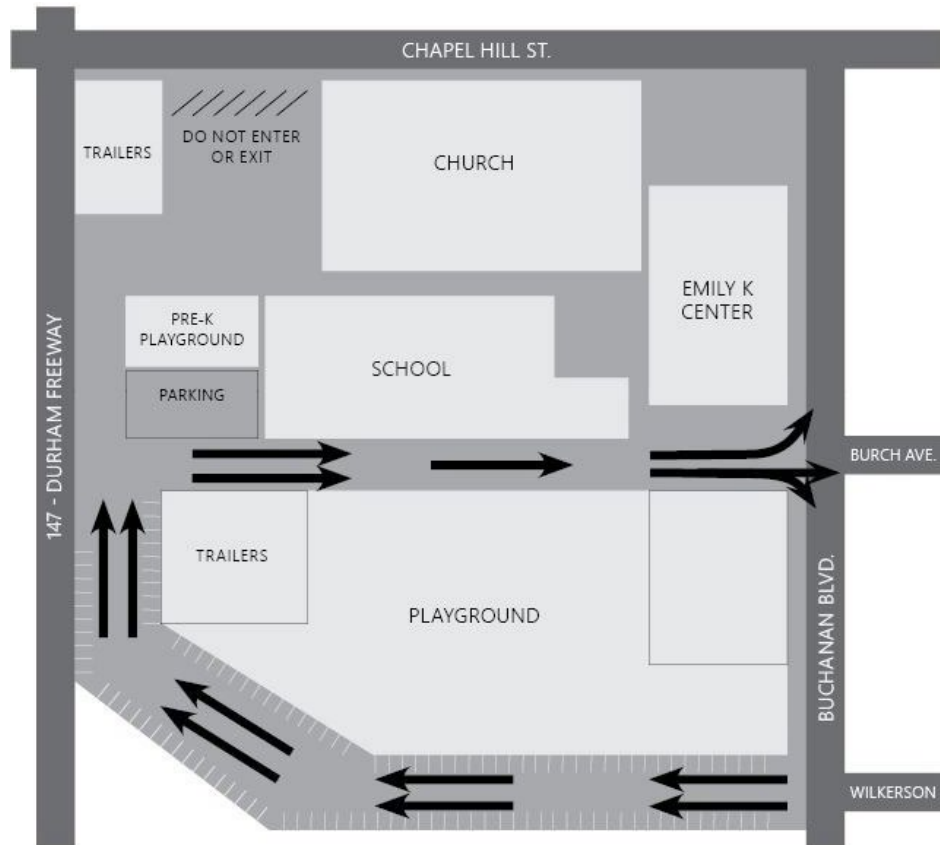 CHAPEL HILL ST.
TRAILERS
DO NOT ENTER
OR EXIT
CHURCH
EMILY K
CENTER
PRE-K
PLAYGROUND
SCHOOL
PARKING
147 - DURHAM FREEWAY
BURCH AVE.
TRAILERS
PLAYGROUND
BUCHANAN BLVD.
WILKERSON